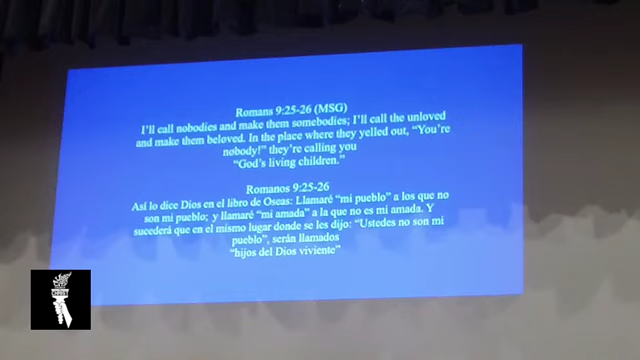 Romans 9:25-26 (MSG)
I'll call nobodies and make them somebodies; I'll call the unloved
and make them beloved. In the place where they yelled out, "You're
nobody!" they're calling you
"God's living children."
Romanos 9:25-26
Así lo dice Dios en el libro de Oseas: Llamaré "mi pueblo" a los que no
son mi pueblo; y llamaré "mi amada" a la que no es mi amada. Y
sucederá que en el mismo lugar donde se les dijo: "Ustedes no son mi
pueblo", serán llamados
"hijos del Dios viviente"